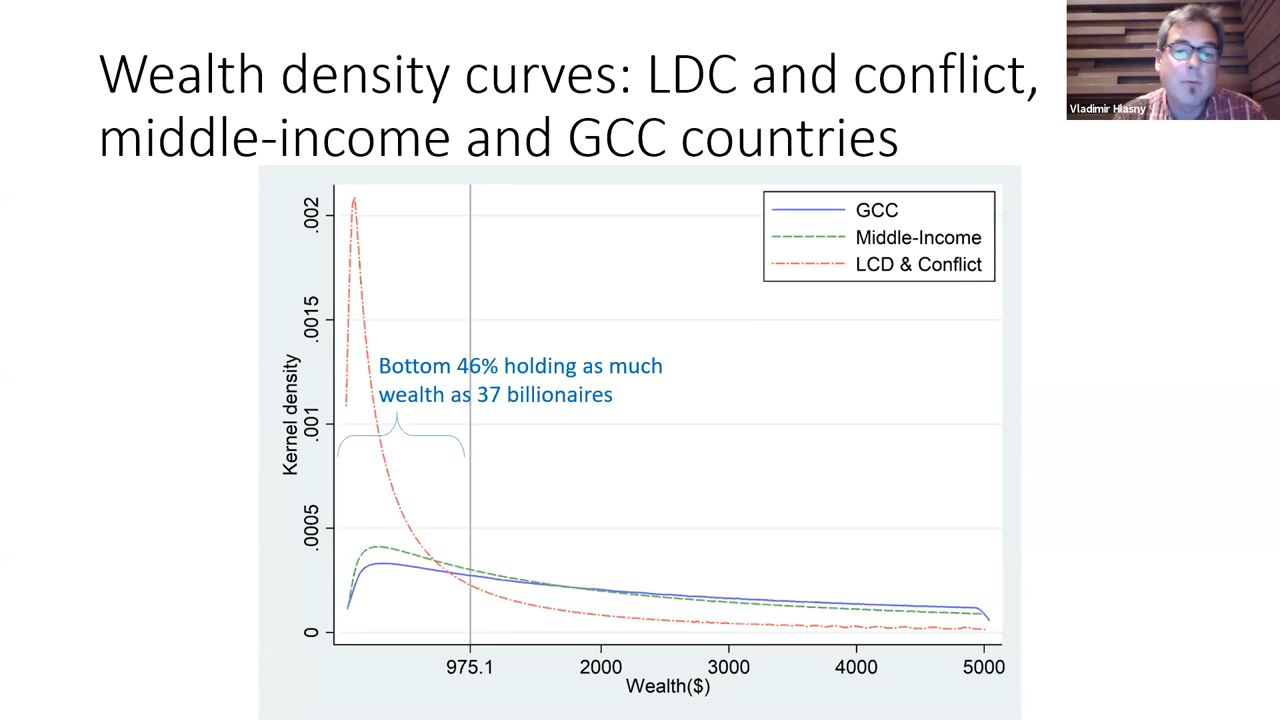 Wealth density curves: LDC and conflict,
middle-income and GCC countries
Vladimir Hlasny
GCC
Middle-Income
LCD & Conflict
Bottom 46% holding as much
wealth as 37 billionaires
Kernel density
.002
.0015
.001
.0005
0
975.1
2000
3000
4000
5000
Wealth($)